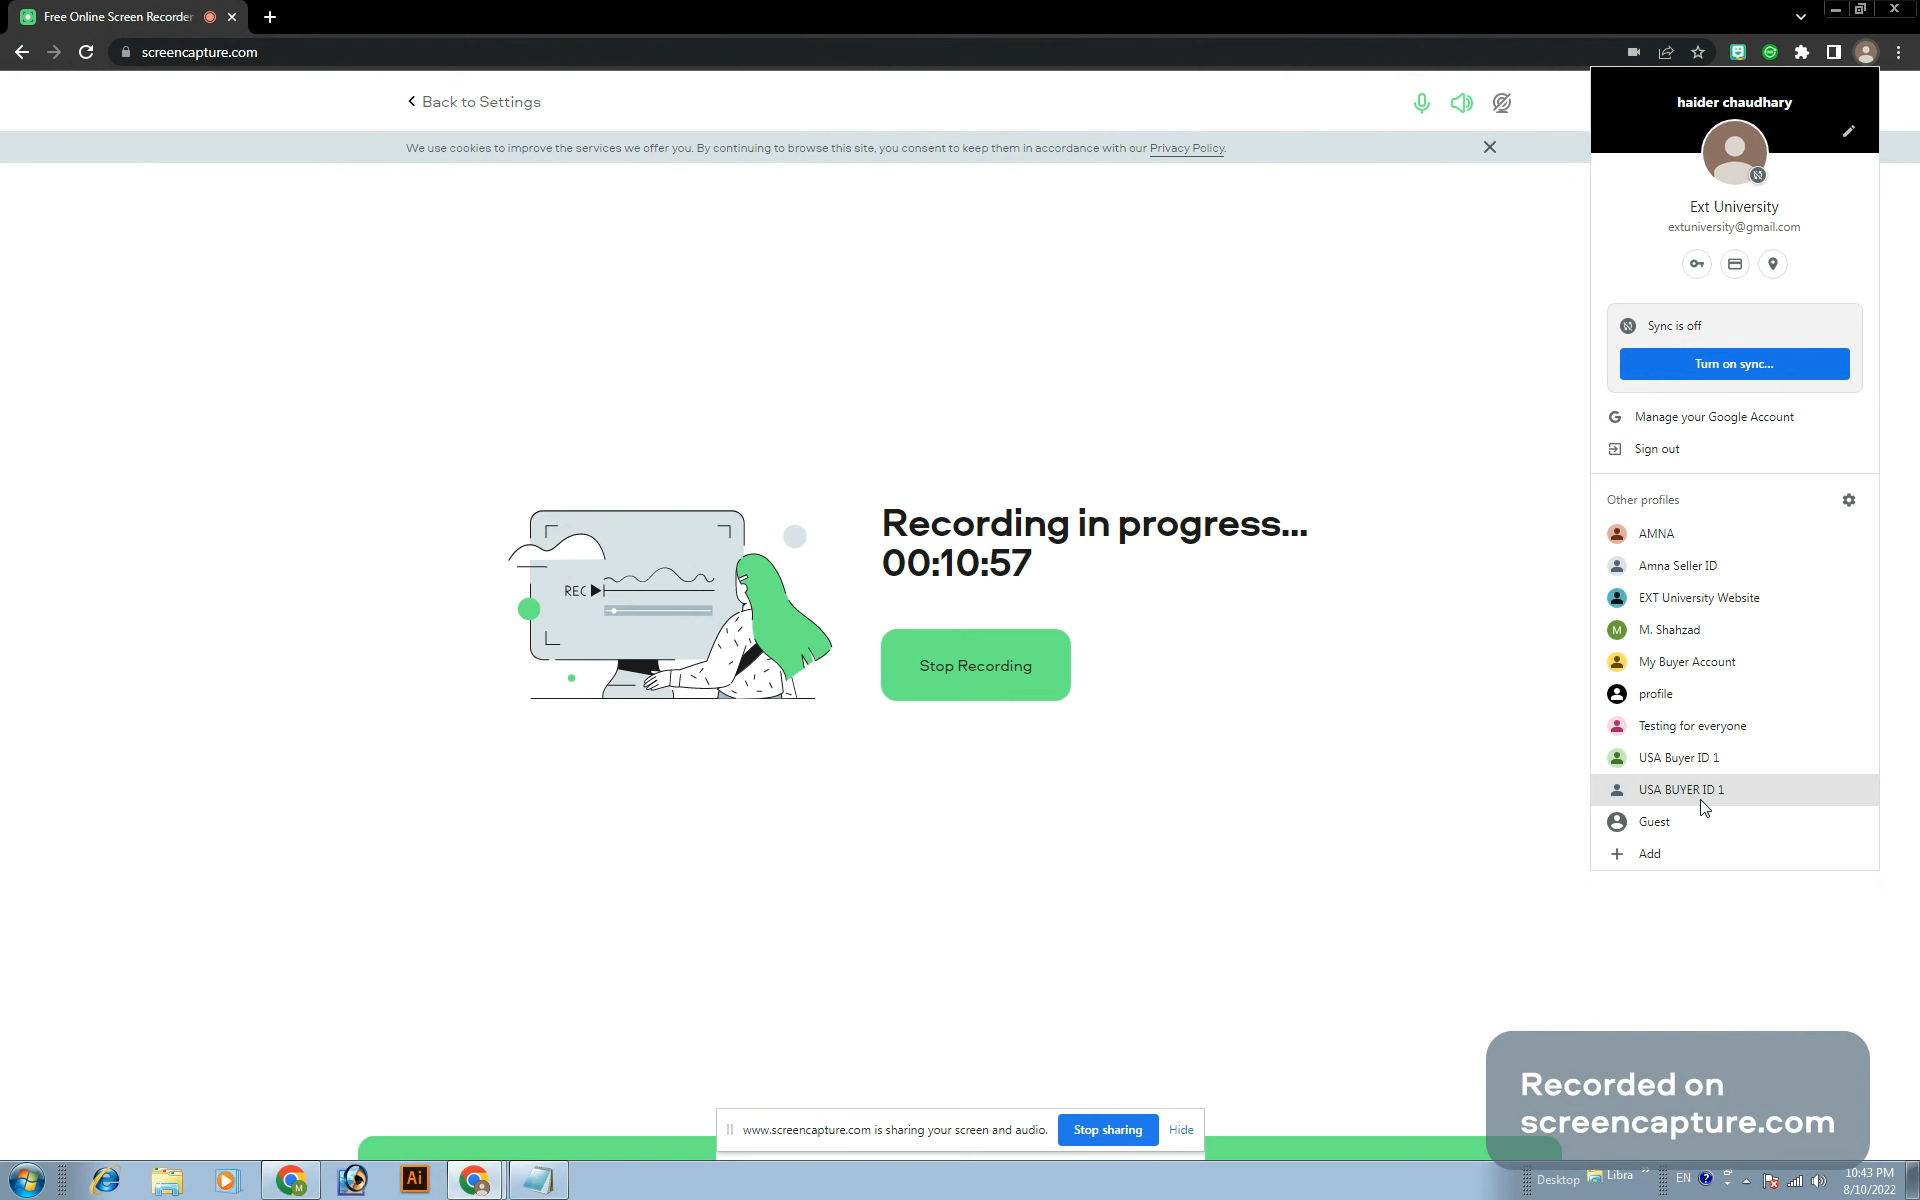 Free Online Screen Recorder
screencapture.com
Back to Settings
We use cookies to improve the services we offer you. By continuing to browse this site, you consent to keep them in accordance with our Privacy Policy.
haider chaudhary
Ext University
extuniversity@gmail.com
Sync is off
Turn on sync...
Manage your Google Account
Sign out
Other profiles
AMNA
Amna Seller ID
EXT University Website
M M. Shahzad
My Buyer Account
profile
Testing for everyone
USA Buyer ID 1
USA BUYER ID 1
Guest
Add
Recording in progress...
00:10:57
REC
Stop Recording
Recorded on
screencapture.com
www.screencapture.com is sharing your screen and audio.
Stop sharing
Hide
M
Ai
Desktop
Libra
EN
10:43 PM
8/10/2022